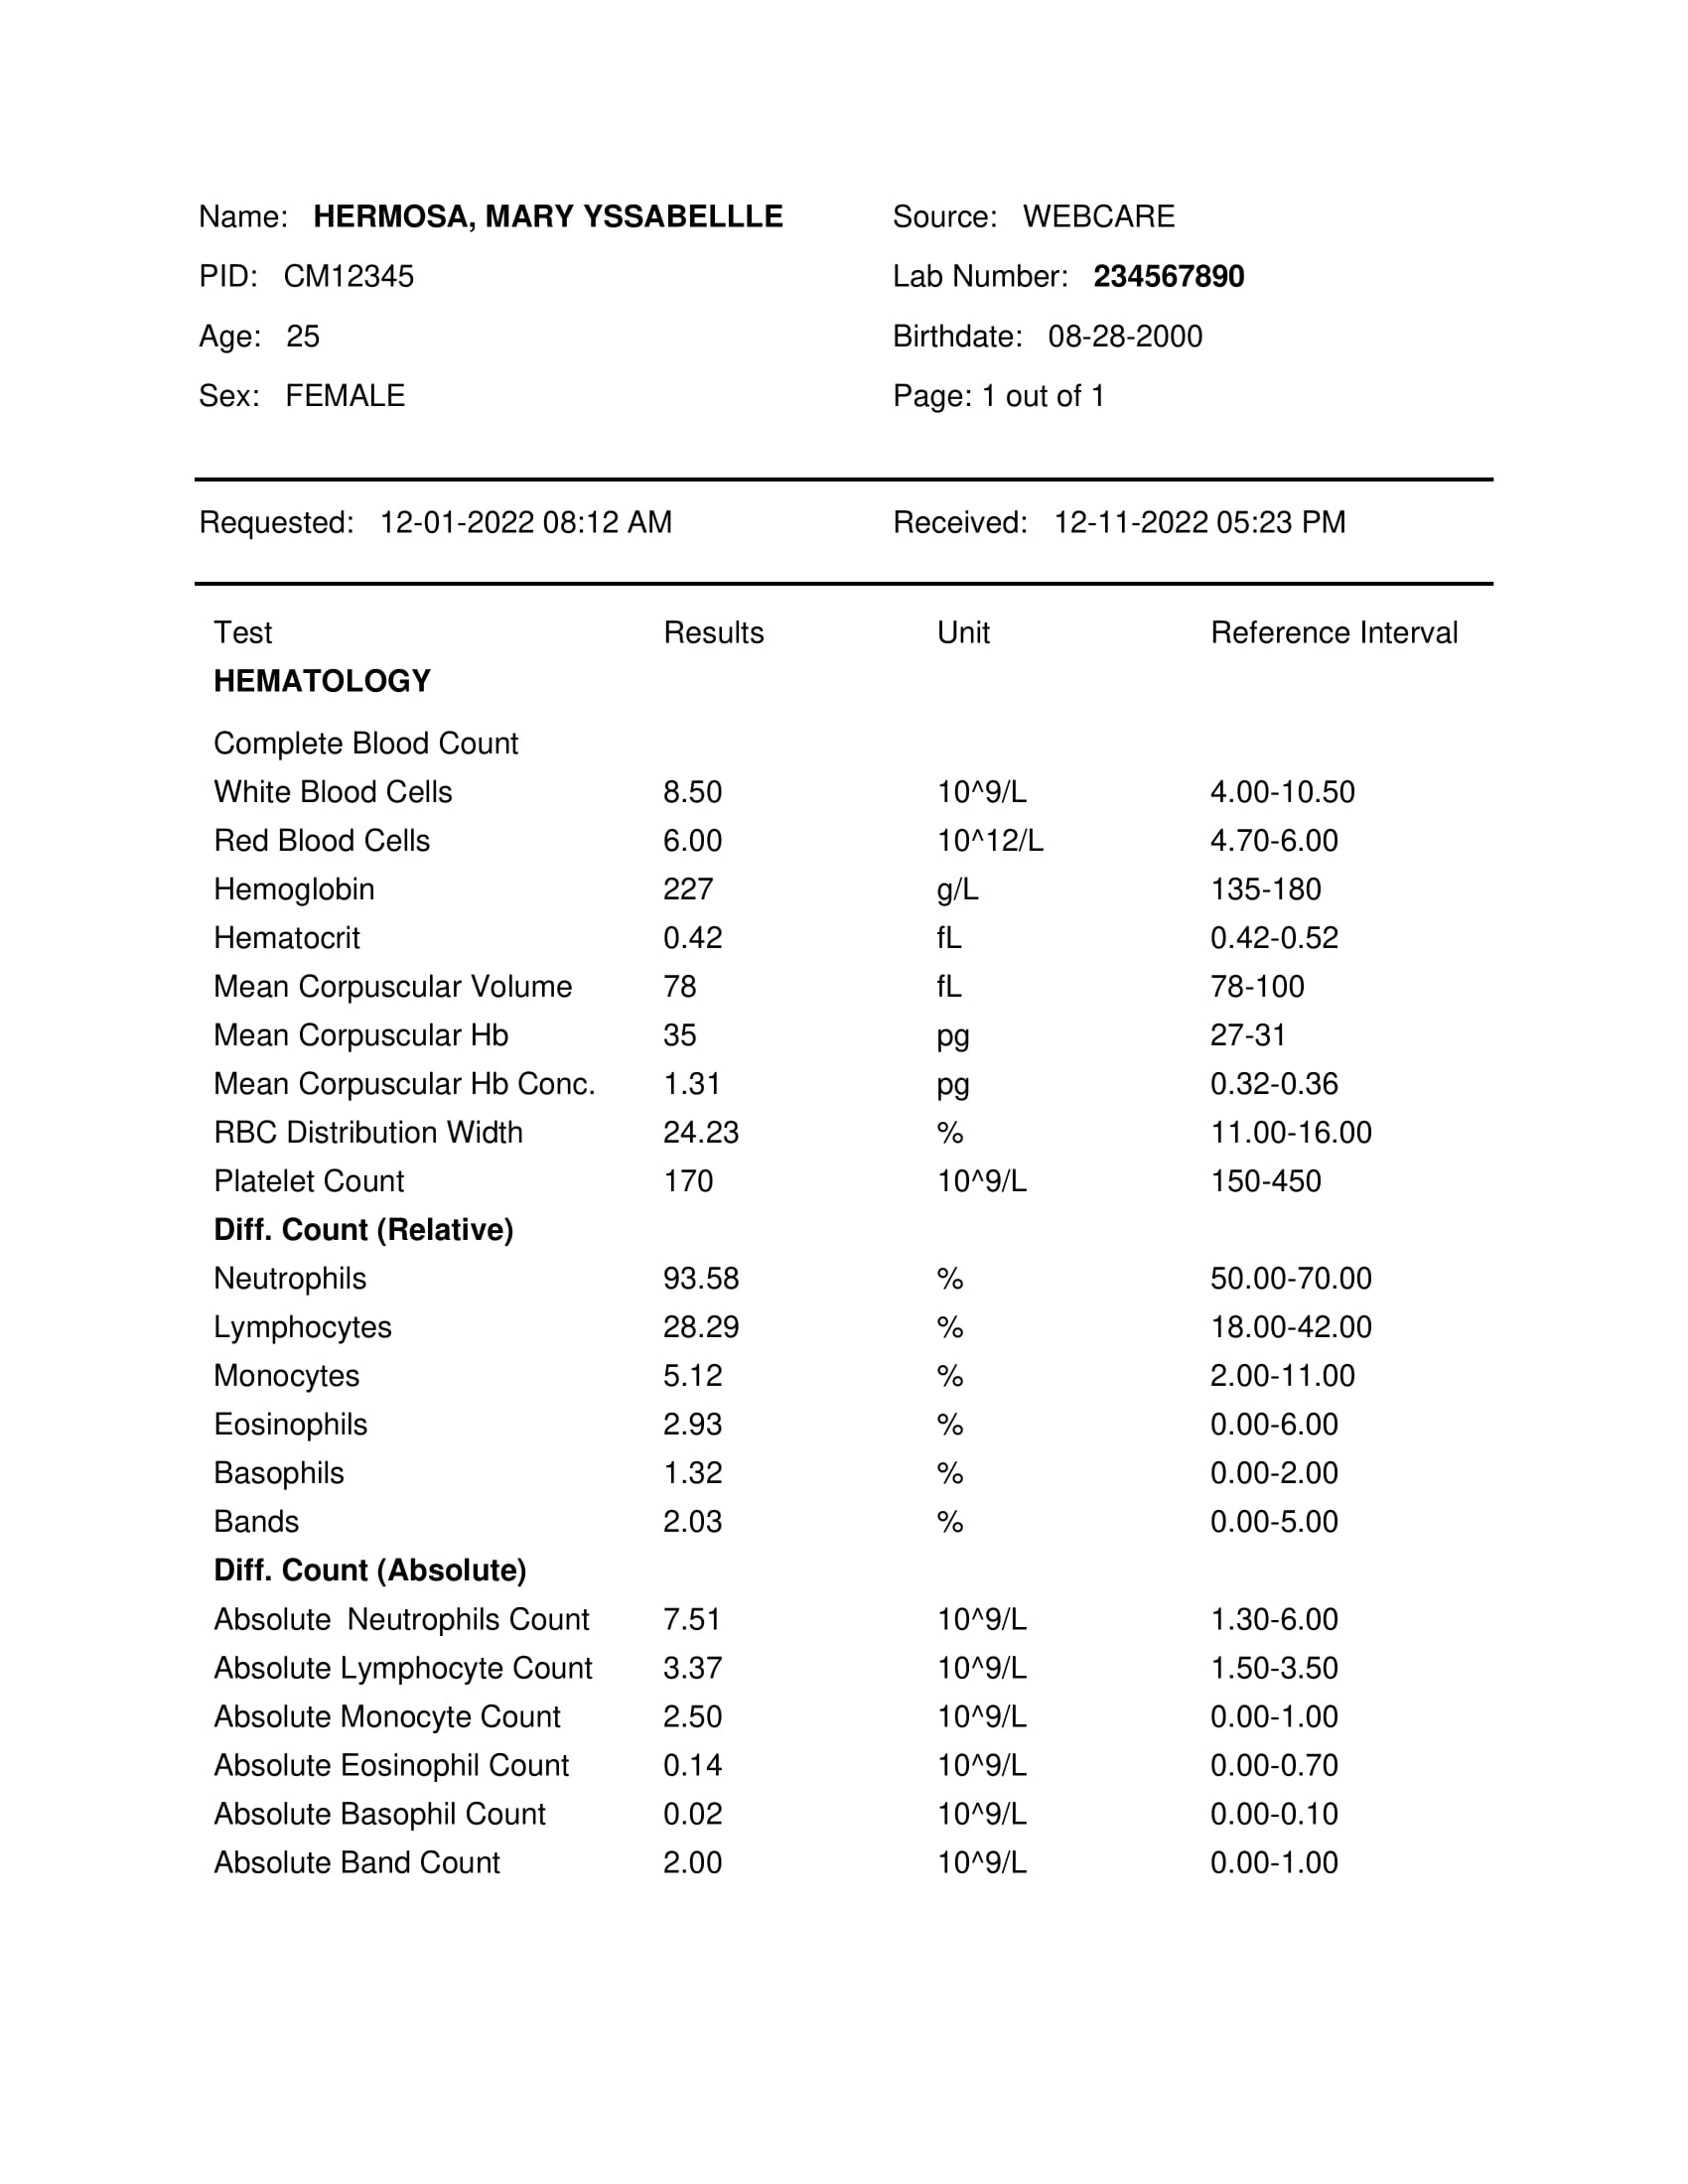 Name: HERMOSA, MARY YSSABELLLE Source: WEBCARE
PID: CM12345 Lab Number: 234567890
Age: 25 Birthdate: 08-28-2000
Sex: FEMALE Page: 1 out of 1
Requested: 12-01-2022 08:12 AM Received: 12-11-2022 05:23 PM
Test Results Unit Reference Interval
HEMATOLOGY
Complete Blood Count
White Blood Cells 8.50 10^9/L 4.00-10.50
Red Blood Cells 6.00 10^12/L 4.70-6.00
Hemoglobin 227 g/L 135-180
Hematocrit 0.42 fL 0.42-0.52
Mean Corpuscular Volume 78 fL 78-100
Mean Corpuscular Hb 35 pg 27-31
Mean Corpuscular Hb Conc. 1.31 pg 0.32-0.36
RBC Distribution Width 24.23 % 11.00-16.00
Platelet Count 170 10^9/L 150-450
Diff. Count (Relative)
Neutrophils 93.58 % 50.00-70.00
Lymphocytes 28.29 % 18.00-42.00
Monocytes 5.12 % 2.00-11.00
Eosinophils 2.93 % 0.00-6.00
Basophils 1.32 % 0.00-2.00
Bands 2.03 % 0.00-5.00
Diff. Count (Absolute)
Absolute Neutrophils Count 7.51 10^9/L 1.30-6.00
Absolute Lymphocyte Count 3.37 10^9/L 1.50-3.50
Absolute Monocyte Count 2.50 10^9/L 0.00-1.00
Absolute Eosinophil Count 0.14 10^9/L 0.00-0.70
Absolute Basophil Count 0.02 10^9/L 0.00-0.10
Absolute Band Count 2.00 10^9/L 0.00-1.00